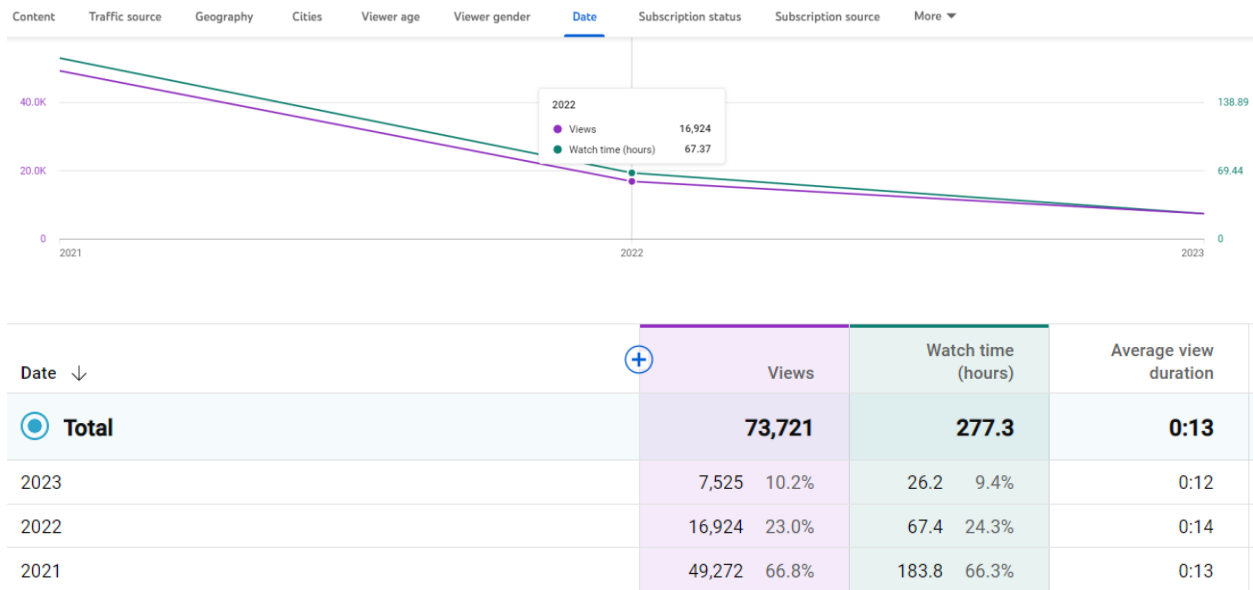 Content Traffic source Geography Cities Viewer age Viewer gender Date Subscription status Subscription source More
40.0K 138.89
2022
Views 16,924
Watch time (hours) 67.37
20.0K 69.44
0 0
2021 2022 2023
Date Views Watch time (hours) Average view duration
Total 73,721 277.3 0:13
2023 7,525 10.2% 26.2 9.4% 0:12
2022 16,924 23.0% 67.4 24.3% 0:14
2021 49,272 66.8% 183.8 66.3% 0:13